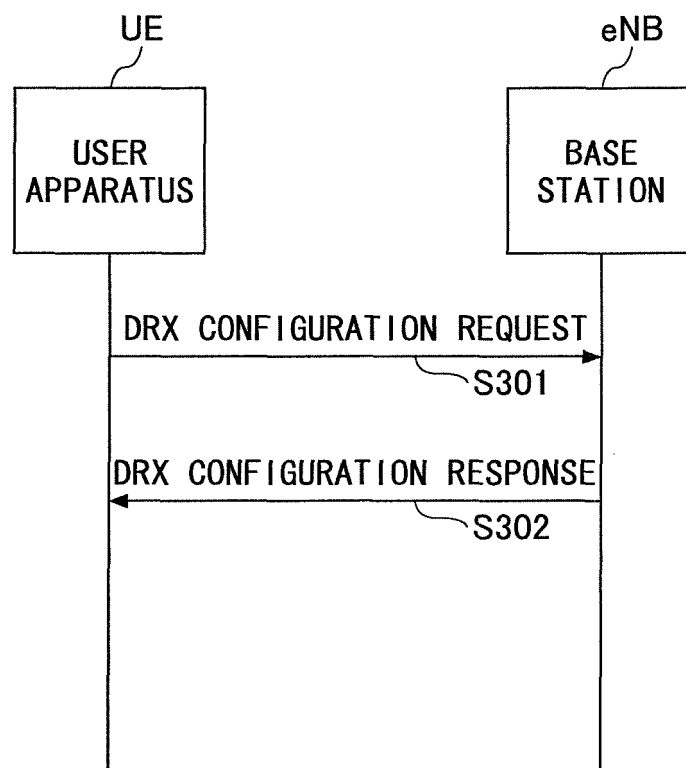 UE
eNB
USER
APPARATUS
BASE
STATION
DRX CONFIGURATION REQUEST
S301
DRX CONFIGURATION RESPONSE
S302